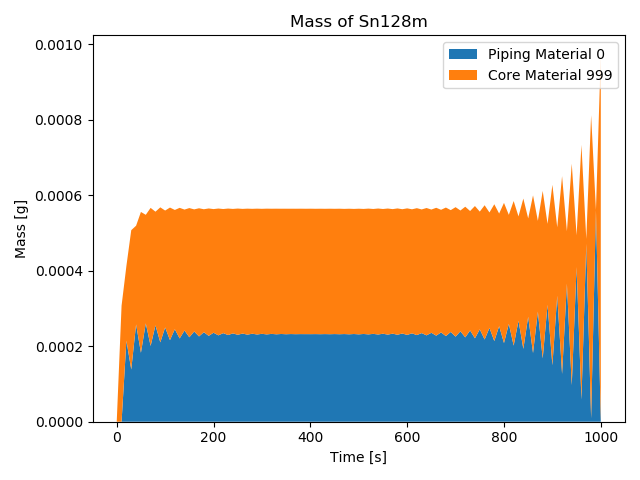 Mass of Sn128m
Piping Material 0
Core Material 999
Mass [g]
0.0010
0.0008
0.0006
0.0004
0.0002
0.0000
0 200 400 600 800 1000
Time [s]